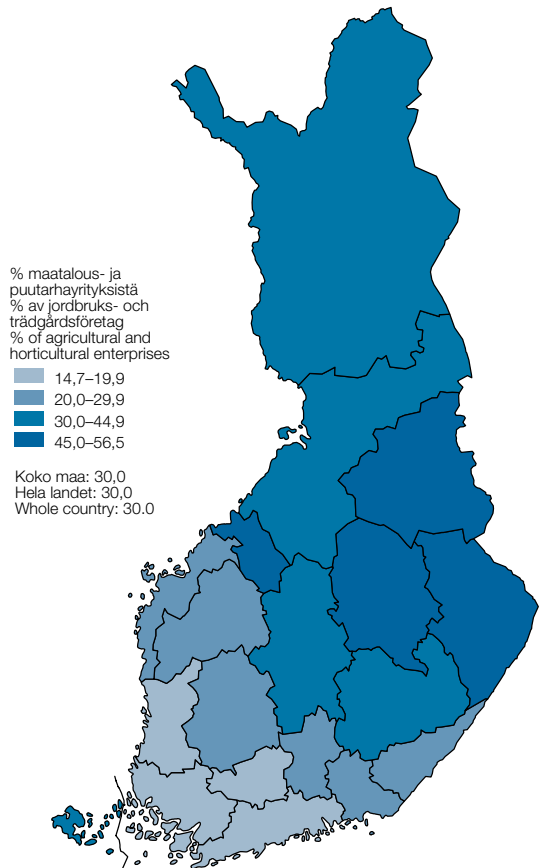 % maatalous- ja
puutarhayrityksistä
% av jordbruks- och
trädgårdsföretag
% of agricultural and
horticultural enterprises
14,7–19,9
20,0–29,9
30,0–44,9
45,0–56,5
Koko maa: 30,0
Hela landet: 30,0
Whole country: 30.0